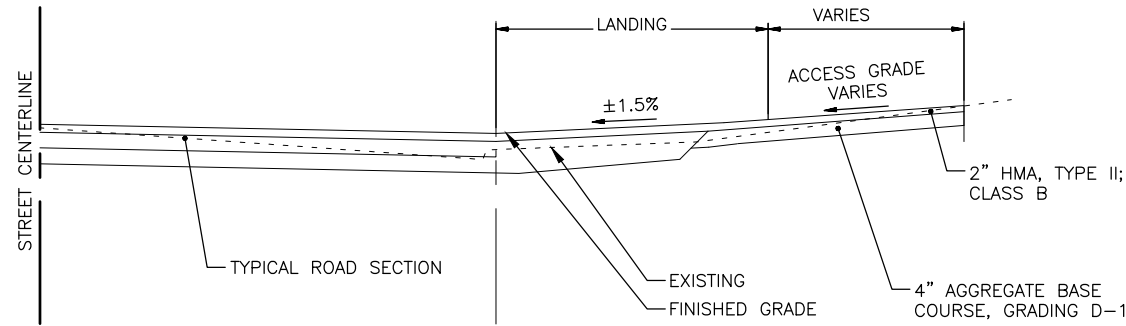 LANDING
VARIES
ACCESS GRADE
VARIES
±1.5%
STREET CENTERLINE
2” HMA, TYPE II;
CLASS B
TYPICAL ROAD SECTION
EXISTING
FINISHED GRADE
4” AGGREGATE BASE
COURSE, GRADING D-1